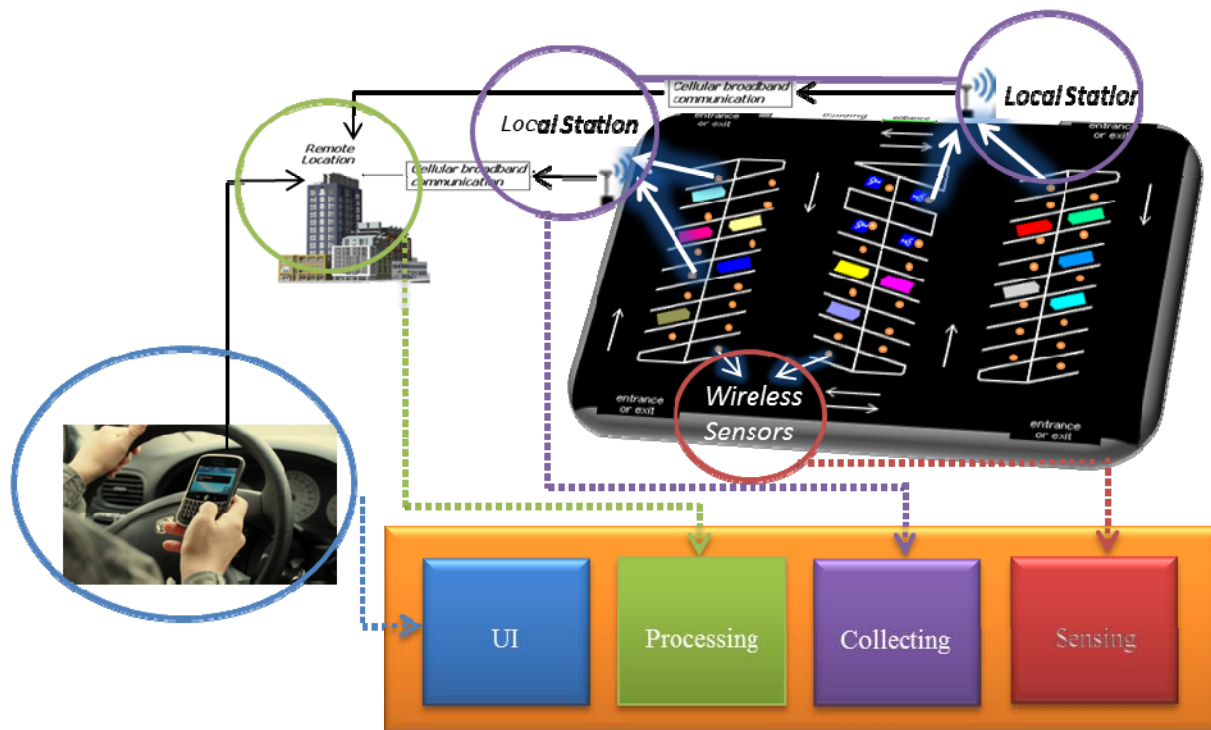 Cellular broadband
communication
Local Station
Local Station
entrance
or exit
entrance
entrance
or exit
Remote
Location
Cellular broadband
communication
Wireless
Sensors
entrance
or exit
entrance
or exit
UI
Processing
Collecting
Sensing